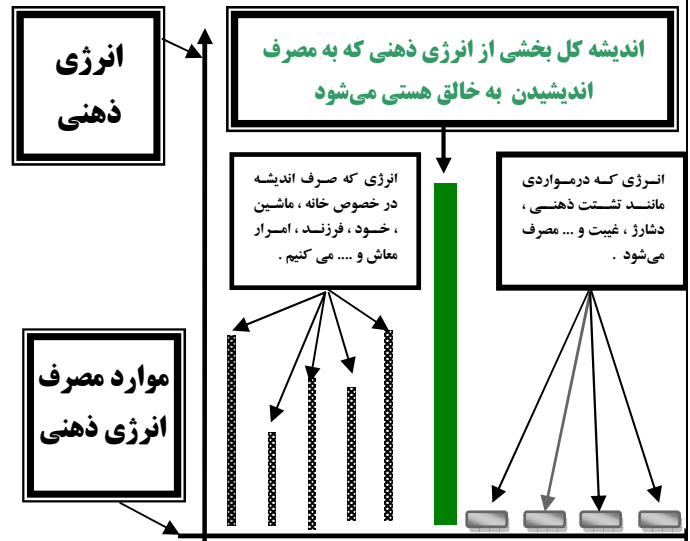 انرژی
ذهنی
اندیشه کل بخشی از انرژی ذهنی که به مصرف
اندیشیدن به خالق هستی می‌شود
انرژی که درمواردی
مانند تشتت ذهنی ،
دشارژ ، غیبت و ... مصرف
می‌شود .
انرژی که صرف اندیشه
در خصوص خانه ، ماشین
، خود ، فرزند ، امرار
معاش و .... می کنیم .
موارد مصرف
انرژی ذهنی